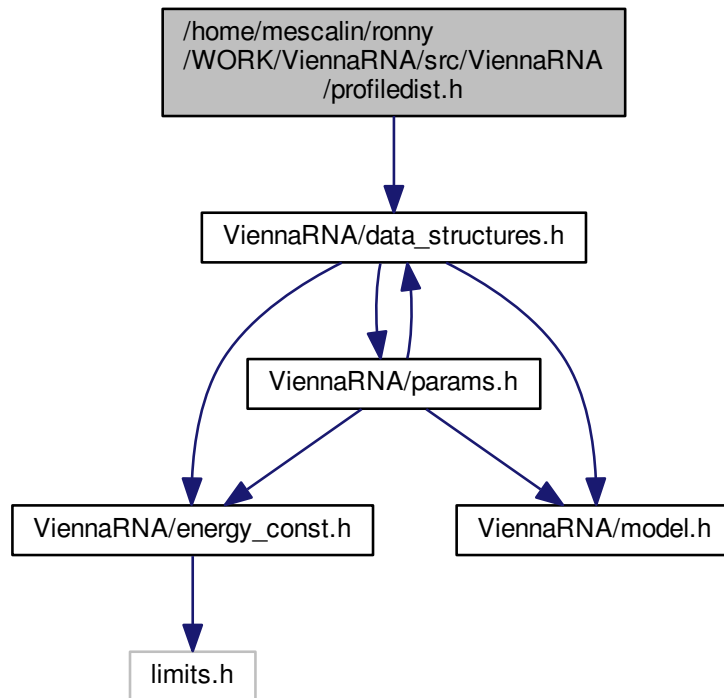 /home/mescalin/ronny
/WORK/ViennaRNA/src/ViennaRNA
/profiledist.h
ViennaRNA/data_structures.h
ViennaRNA/params.h
ViennaRNA/energy_const.h
ViennaRNA/model.h
limits.h